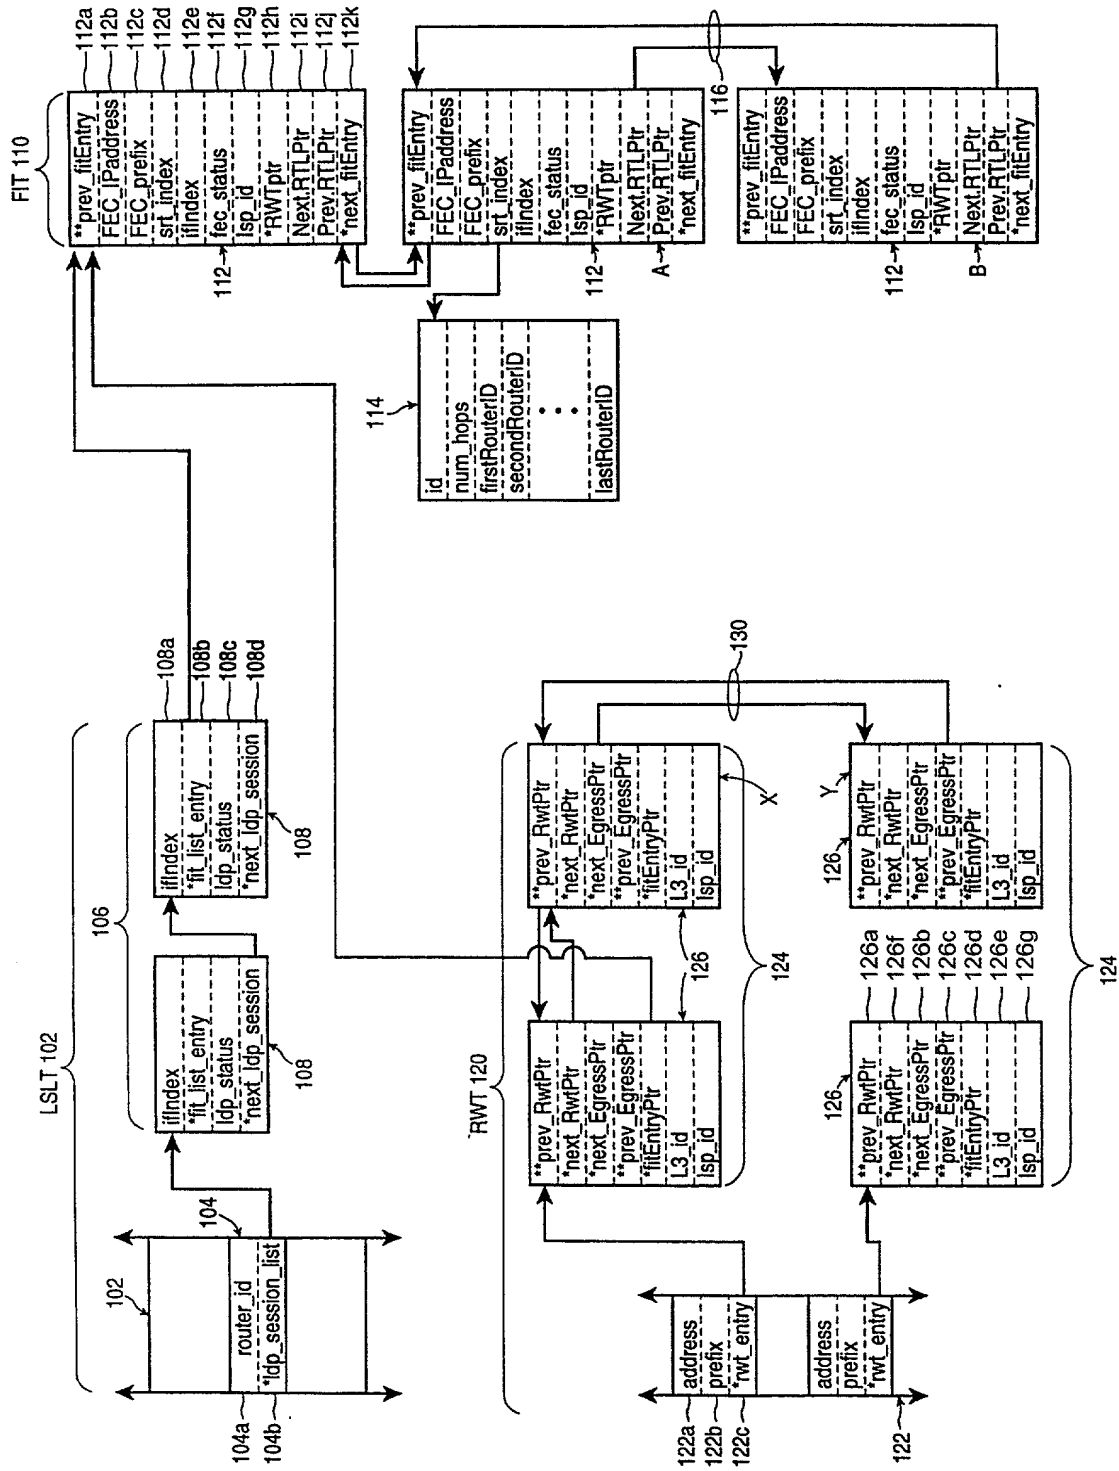 LSLT 102
102
104
router_id
*ldp_session_list
104a
104b
106
ifIndex
*fit_list_entry
ldp_status
*next_ldp_session
108
ifIndex
*fit_list_entry
ldp_status
*next_ldp_session
108
108a
108b
108c
108d
FIT 110
**prev_fitEntry
FEC_IPaddress
FEC_prefix
srt_index
ifIndex
fec_status
lsp_id
*RWTptr
Next.RTLPtr
Prev.RTLPtr
*next_fitEntry
112a
112b
112c
112d
112e
112f
112g
112h
112i
112j
112k
112
**prev_fitEntry
FEC_IPaddress
FEC_prefix
srt_index
ifIndex
fec_status
lsp_id
*RWTptr
Next.RTLPtr
Prev.RTLPtr
*next_fitEntry
112
A
116
**prev_fitEntry
FEC_IPaddress
FEC_prefix
srt_index
ifIndex
fec_status
lsp_id
*RWTptr
Next.RTLPtr
Prev.RTLPtr
*next_fitEntry
112
B
114
id
num_hops
firstRouterID
secondRouterID
• • •
lastRouterID
RWT 120
address
prefix
*rwt_entry
122a
122b
122c
address
prefix
*rwt_entry
122
**prev_RwtPtr
*next_RwtPtr
*next_EgressPtr
**prev_EgressPtr
*fitEntryPtr
L3_id
lsp_id
126
**prev_RwtPtr
*next_RwtPtr
*next_EgressPtr
**prev_EgressPtr
*fitEntryPtr
L3_id
lsp_id
X
124
130
126
**prev_RwtPtr
*next_RwtPtr
*next_EgressPtr
**prev_EgressPtr
*fitEntryPtr
L3_id
lsp_id
126a
126f
126b
126c
126d
126e
126g
126
Y
**prev_RwtPtr
*next_RwtPtr
*next_EgressPtr
**prev_EgressPtr
*fitEntryPtr
L3_id
lsp_id
124